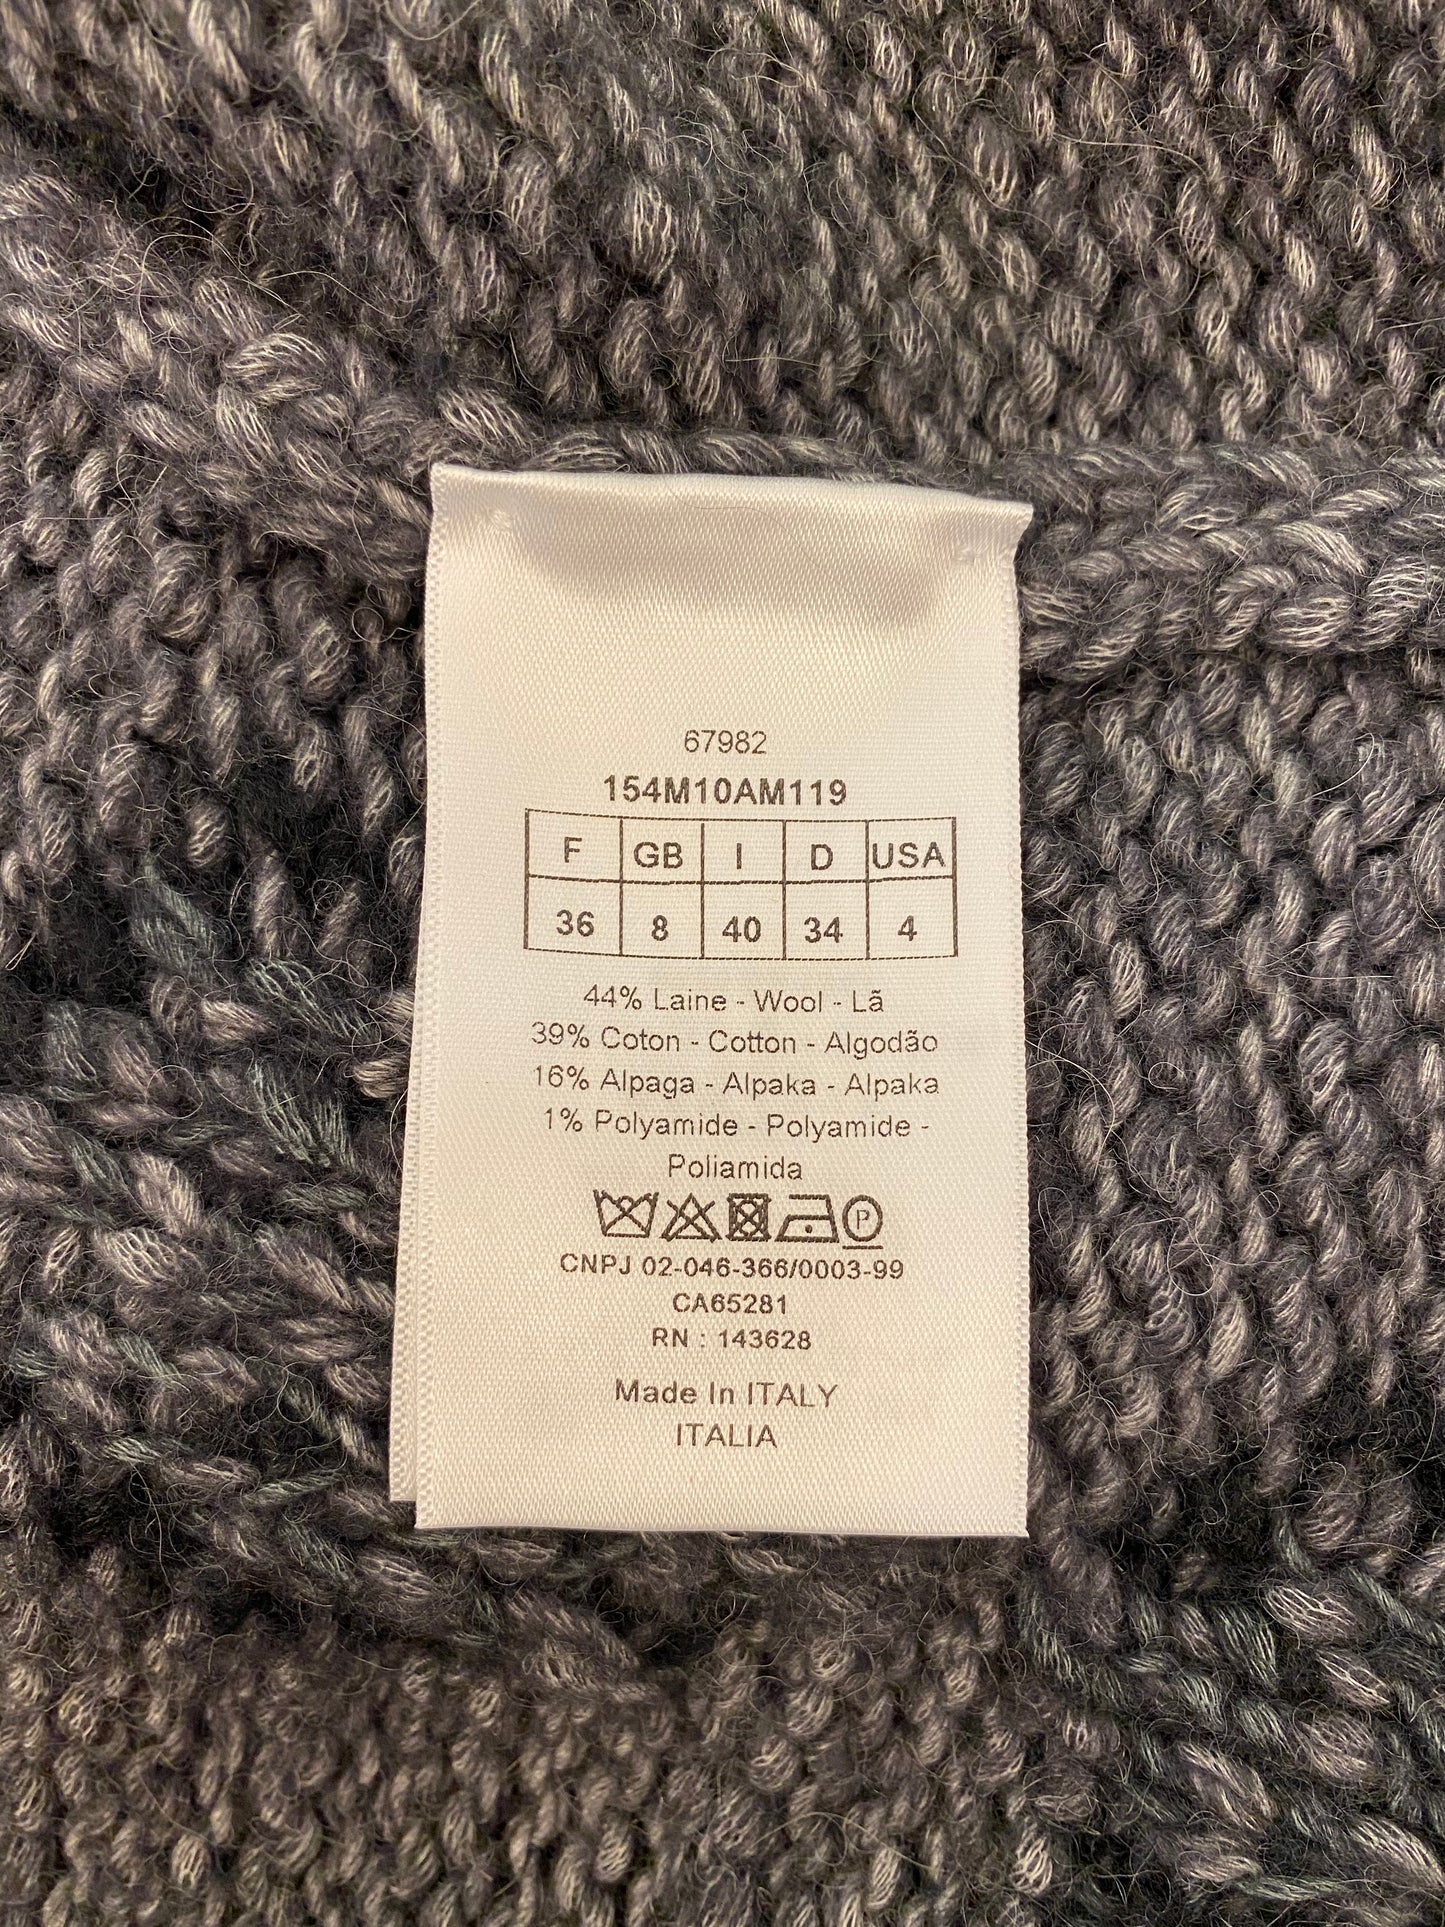 67982
154M10AM119
F GB I D USA
36 8 40 34 4
44% Laine - Wool - Lã
39% Coton - Cotton - Algodão
16% Alpaga - Alpaka - Alpaka
1% Polyamide - Polyamide -
Poliamida
P
CNPJ 02-046-366/0003-99
CA65281
RN : 143628
Made In ITALY
ITALIA